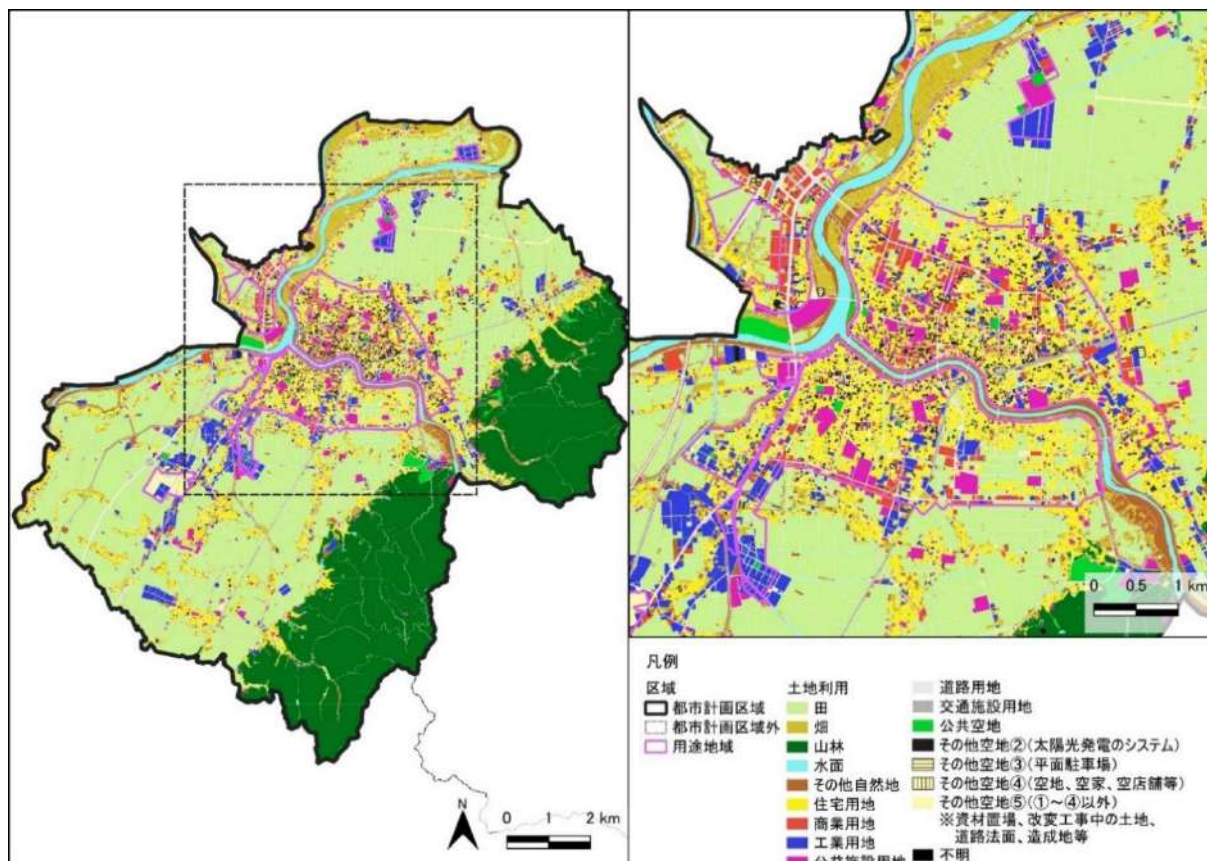 N
0 1 2 km
0 0.5 1 km
凡例
区域
都市計画区域
都市計画区域外
用途地域
土地利用
田
畑
山林
水面
その他自然地
住宅用地
商業用地
工業用地
公共施設用地
道路用地
交通施設用地
公共空地
その他空地②(太陽光発電のシステム)
その他空地③(平面駐車場)
その他空地④(空地、空家、空店舗等)
その他空地⑤(①~④以外)
※資材置場、改変工事中の土地、
道路法面、造成地等
不明